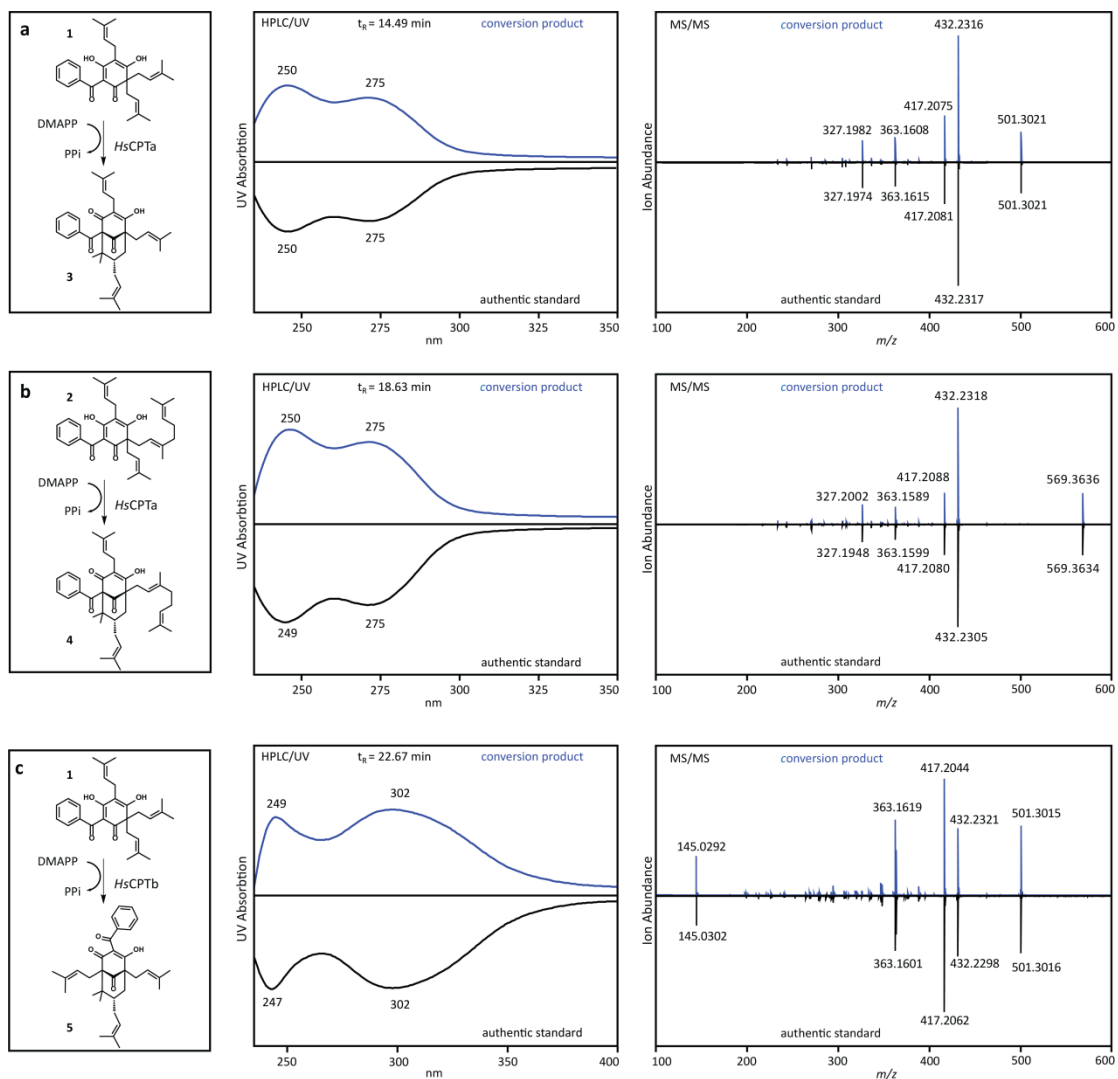 a
1
HO
OH
O
O
DMAPP
PPi
HsCPTa
O
OH
O
O
3
HPLC/UV
tR = 14.49 min
conversion product
UV Absorbtion
250
275
250
275
authentic standard
250
275
300
325
350
nm
MS/MS
conversion product
Ion Abundance
432.2316
417.2075
501.3021
327.1982
363.1608
327.1974
363.1615
417.2081
501.3021
432.2317
authentic standard
100
200
300
400
500
600
m/z
b
2
HO
OH
O
O
DMAPP
PPi
HsCPTa
O
OH
O
O
4
HPLC/UV
tR = 18.63 min
conversion product
UV Absorbtion
250
275
249
275
authentic standard
250
275
300
325
350
nm
MS/MS
conversion product
Ion Abundance
432.2318
417.2088
569.3636
327.2002
363.1589
327.1948
363.1599
417.2080
569.3634
432.2305
authentic standard
100
200
300
400
500
600
m/z
c
1
HO
OH
O
O
DMAPP
PPi
HsCPTb
O
O
OH
O
5
HPLC/UV
tR = 22.67 min
conversion product
UV Absorbtion
249
302
247
302
authentic standard
250
300
350
400
nm
MS/MS
conversion product
Ion Abundance
417.2044
363.1619
432.2321
501.3015
145.0292
145.0302
363.1601
432.2298
501.3016
417.2062
authentic standard
100
200
300
400
500
600
m/z